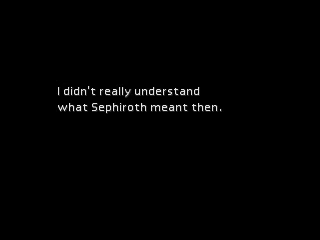 I didn't really understand
what Sephiroth meant then.